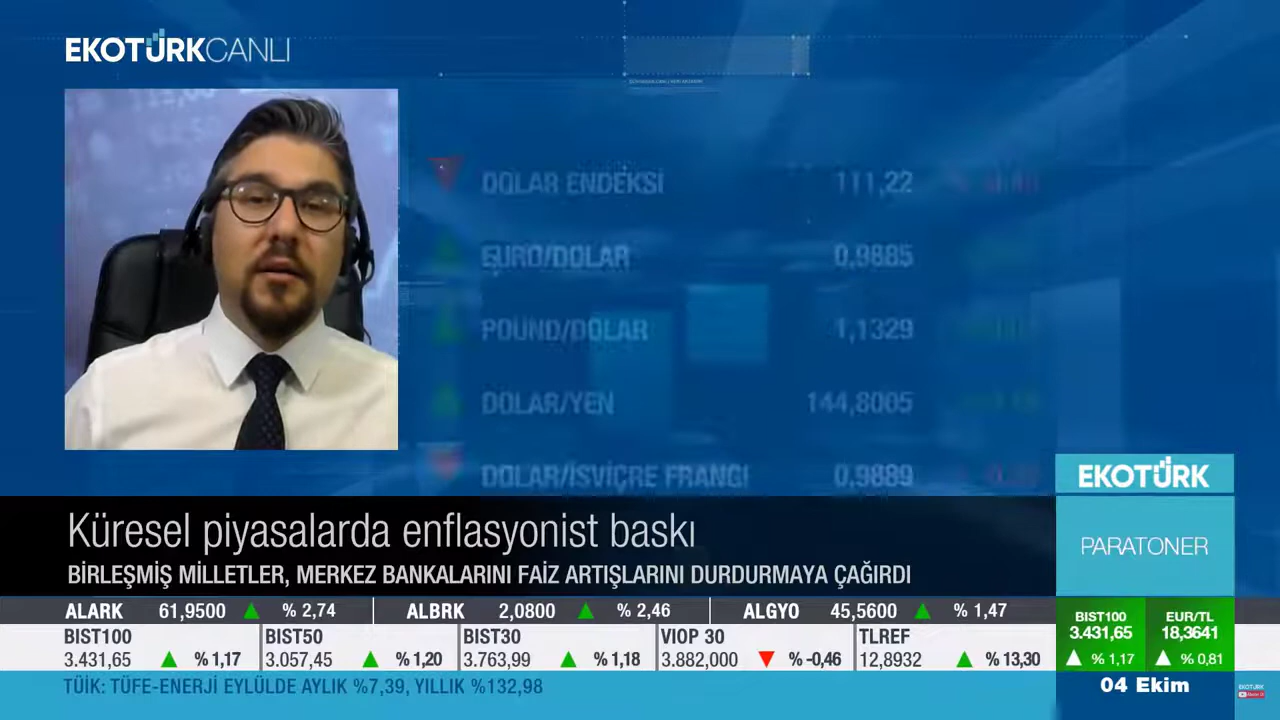 EKOTÜRK CANLI
DOLAR ENDEKSİ 111,22
EURO/DOLAR 0,9885
POUND/DOLAR 1,1329
DOLAR/YEN 144,8005
DOLAR/İSVİÇRE FRANGI 0,9889
EKOTÜRK
PARATONER
Küresel piyasalarda enflasyonist baskı
BİRLEŞMİŞ MİLLETLER, MERKEZ BANKALARINI FAİZ ARTIŞLARINI DURDURMAYA ÇAĞIRDI
ALARK 61,9500 % 2,74 ALBRK 2,0800 % 2,46 ALGYO 45,5600 % 1,47
BIST100 BIST50 BIST30 VIOP 30 TLREF
3.431,65 % 1,17 3.057,45 % 1,20 3.763,99 % 1,18 3.882,000 % -0,46 12,8932 % 13,30
BIST100 EUR/TL
3.431,65 18,3641
% 1,17 % 0,81
TÜİK: TÜFE-ENERJİ EYLÜLDE AYLIK %7,39, YILLIK %132,98
04 Ekim
EKOTÜRK